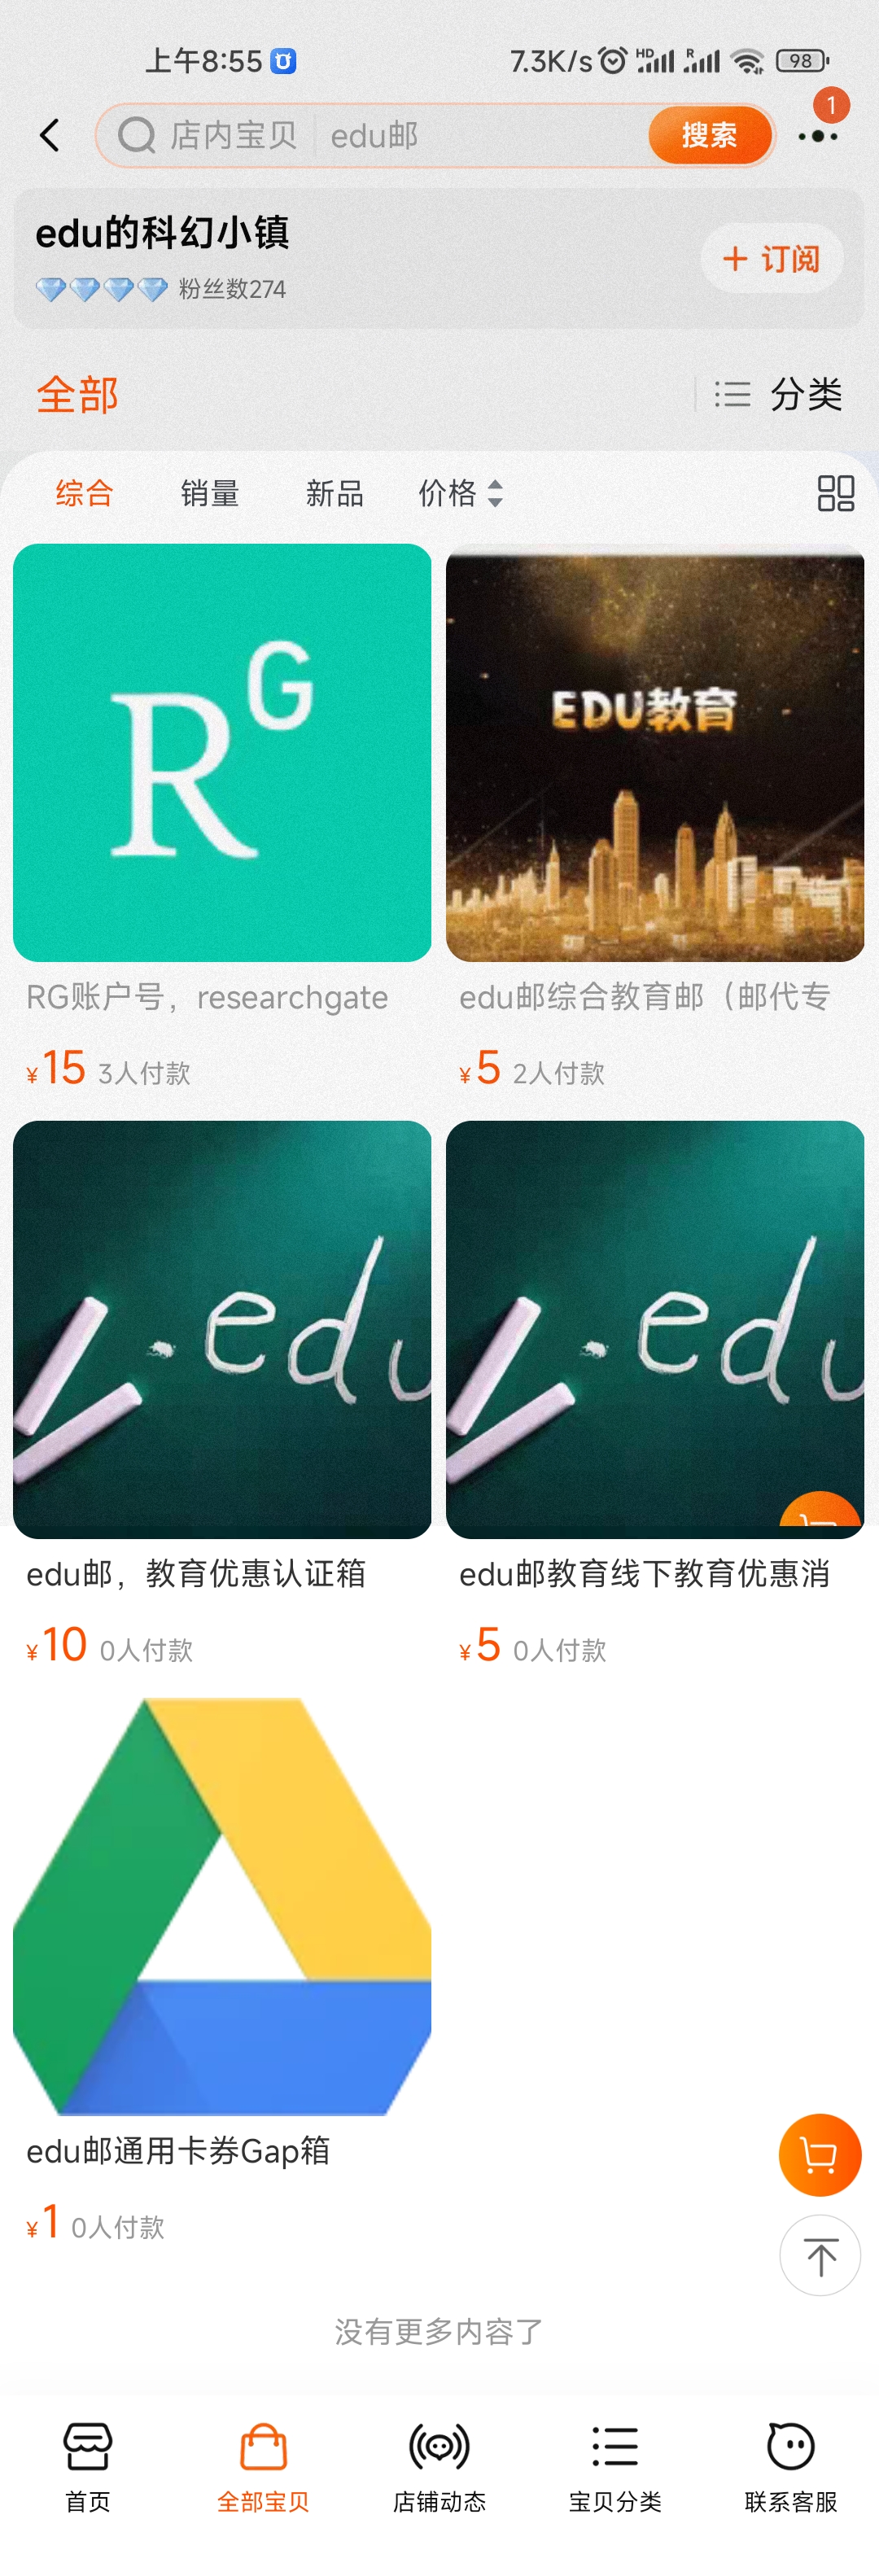 上午8:55
7.3K/s HD R 98
店内宝贝 edu邮 搜索 1
edu的科幻小镇
粉丝数274
+ 订阅
全部 分类
综合 销量 新品 价格
RG
EDU教育
RG账户号，researchgate
edu邮综合教育邮（邮代专
¥15 3人付款
¥5 2人付款
.edu
.edu
edu邮，教育优惠认证箱
edu邮教育线下教育优惠消
¥10 0人付款
¥5 0人付款
edu邮通用卡券Gap箱
¥1 0人付款
没有更多内容了
首页 全部宝贝 店铺动态 宝贝分类 联系客服